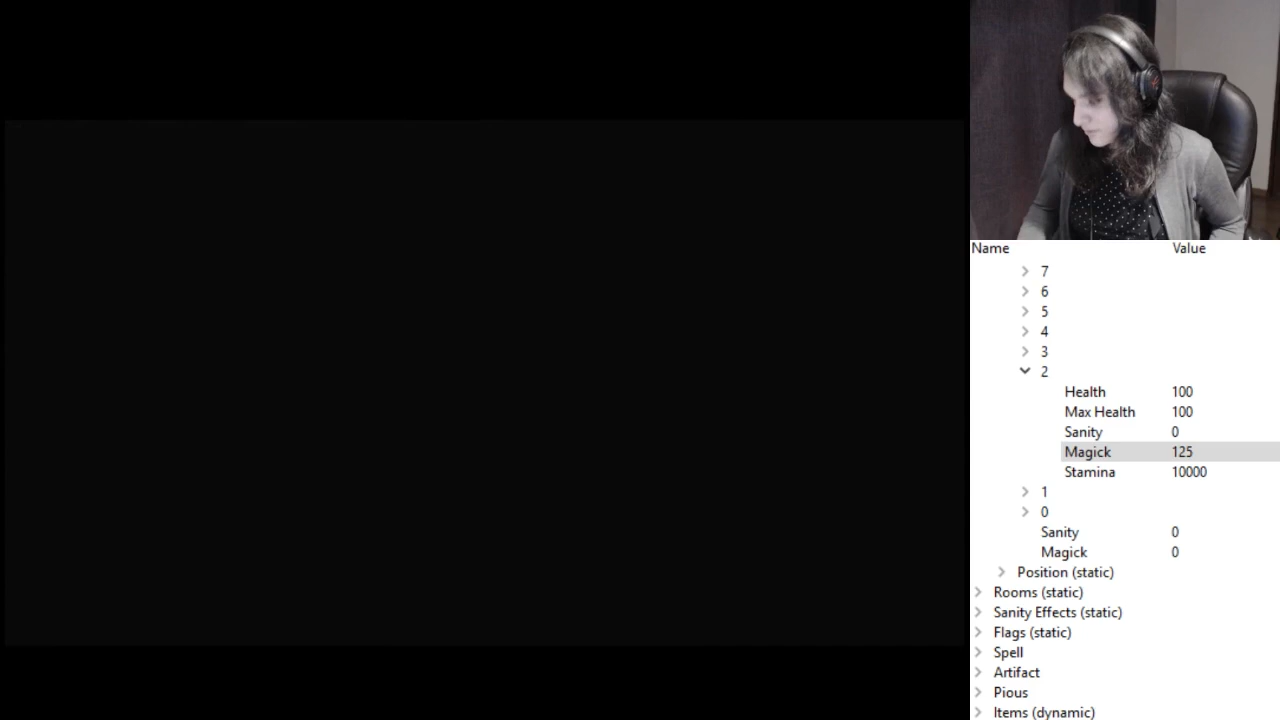 Name Value
7
6
5
4
3
2
Health 100
Max Health 100
Sanity 0
Magick 125
Stamina 10000
1
0
Sanity 0
Magick 0
Position (static)
Rooms (static)
Sanity Effects (static)
Flags (static)
Spell
Artifact
Pious
Items (dynamic)